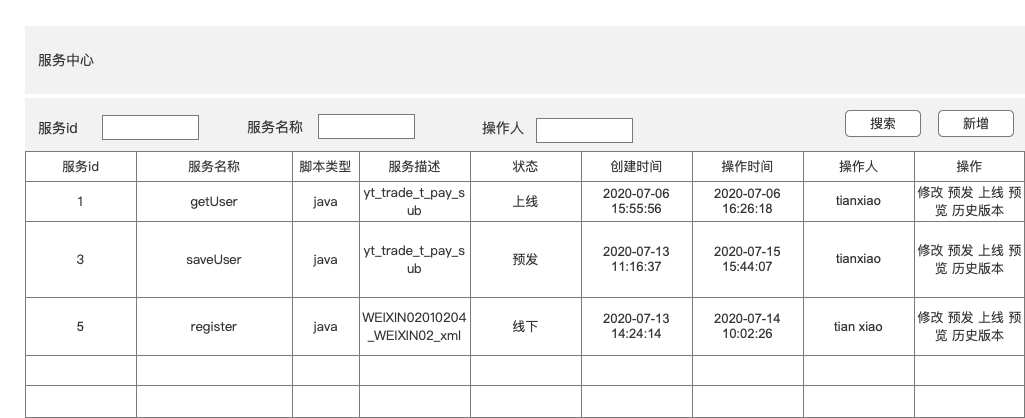 服务中心
服务id 服务名称 操作人 搜索 新增
服务id 服务名称 脚本类型 服务描述 状态 创建时间 操作时间 操作人 操作
1 getUser java yt_trade_t_pay_s 上线 2020-07-06 2020-07-06 tianxiao 修改 预发 上线 预
ub 15:55:56 16:26:18 览 历史版本
3 saveUser java yt_trade_t_pay_s 预发 2020-07-13 2020-07-15 tianxiao 修改 预发 上线 预
ub 11:16:37 15:44:07 览 历史版本
5 register java WEIXIN02010204 线下 2020-07-13 2020-07-14 tian xiao 修改 预发 上线 预
_WEIXIN02_xml 14:24:14 10:02:26 览 历史版本